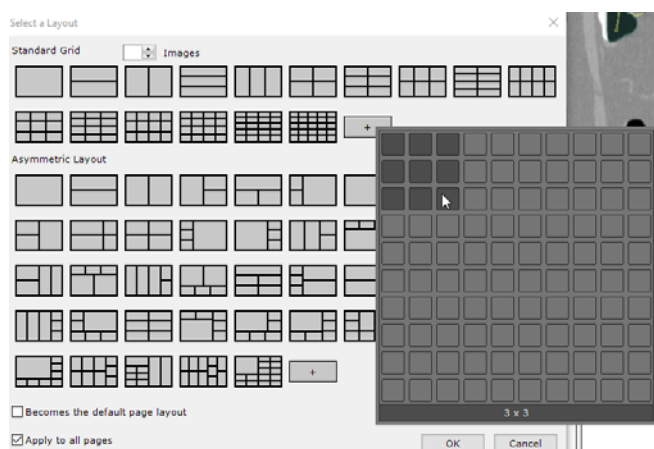 Select a Layout
Standard Grid Images
+
Asymmetric Layout
+
3 x 3
Becomes the default page layout
Apply to all pages
OK Cancel